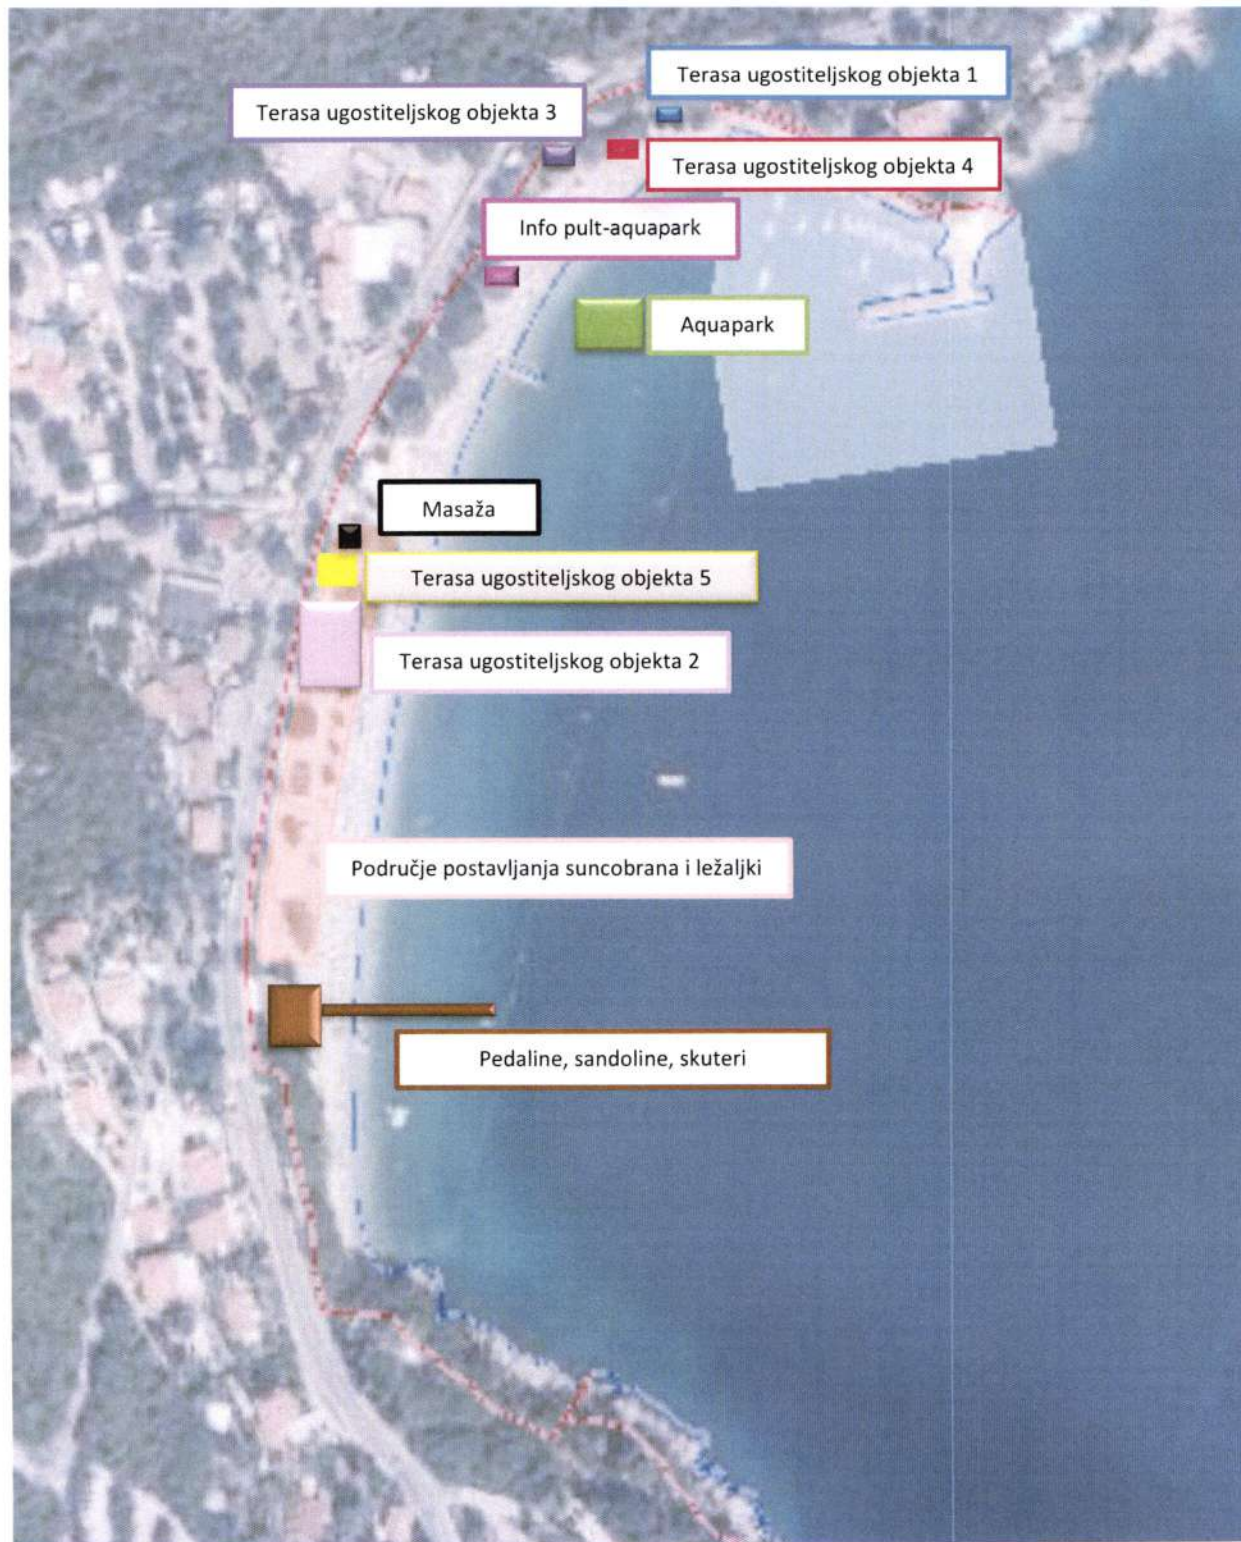 Terasa ugostiteljskog objekta 1
Terasa ugostiteljskog objekta 3
Terasa ugostiteljskog objekta 4
Info pult-aquapark
Aquapark
Masaža
Terasa ugostiteljskog objekta 5
Terasa ugostiteljskog objekta 2
Područje postavljanja suncobrana i ležaljki
Pedaline, sandoline, skuteri